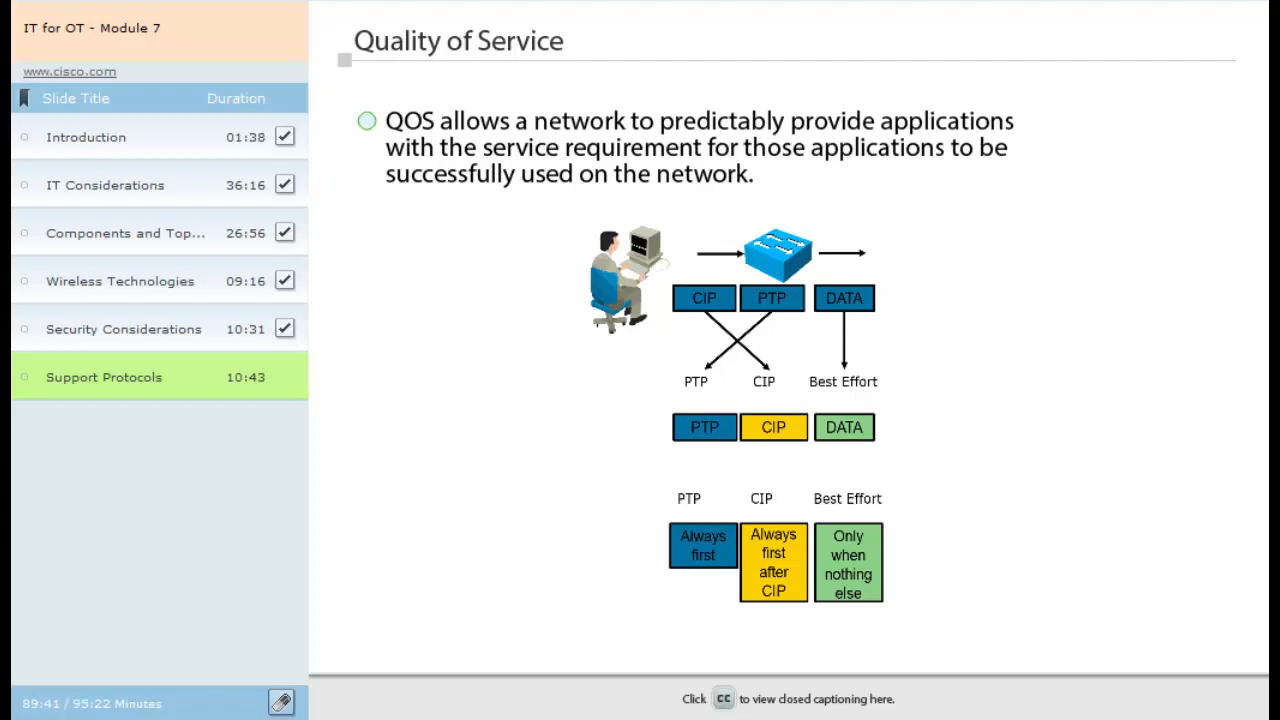 IT for OT - Module 7
www.cisco.com
Slide Title Duration
Introduction 01:38
IT Considerations 36:16
Components and Top... 26:56
Wireless Technologies 09:16
Security Considerations 10:31
Support Protocols 10:43
89:41 / 95:22 Minutes
Quality of Service
QOS allows a network to predictably provide applications
with the service requirement for those applications to be
successfully used on the network.
CIP PTP DATA
PTP CIP Best Effort
PTP CIP DATA
PTP CIP Best Effort
Always
first
Always
first
after
CIP
Only
when
nothing
else
Click CC to view closed captioning here.